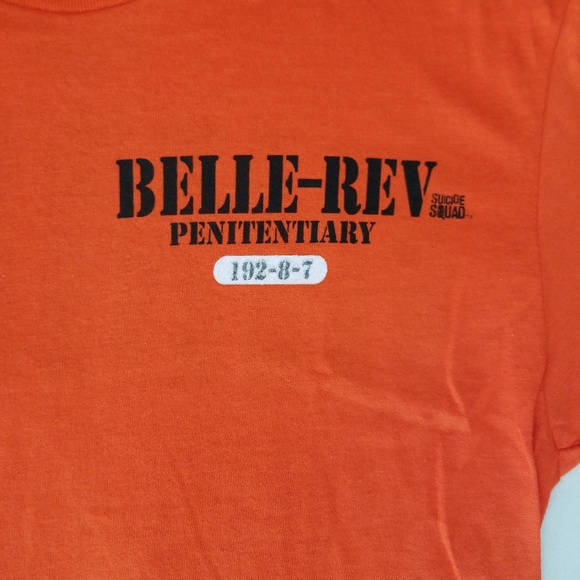 BELLE-REV
SUICIDE
SQUAD
PENITENTIARY
192-8-7